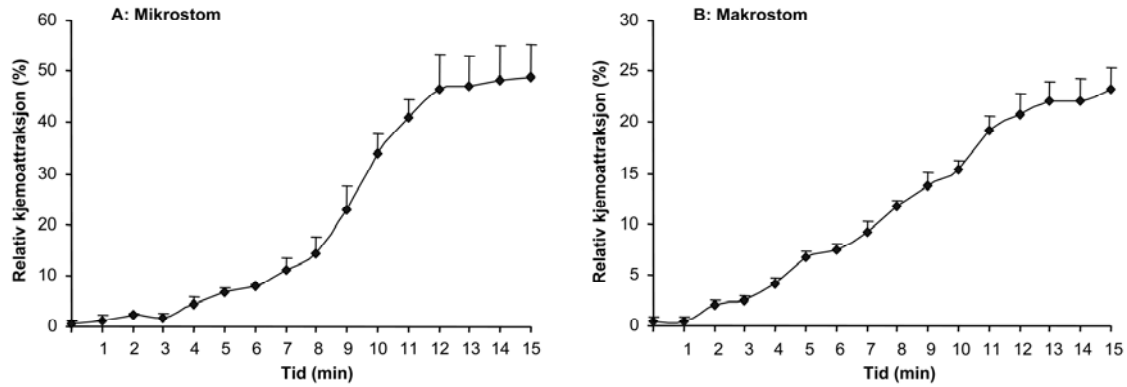 A: Mikrostom
Relativ kjemoattraksjon (%)
60
50
40
30
20
10
0
1 2 3 4 5 6 7 8 9 10 11 12 13 14 15
Tid (min)
B: Makrostom
Relativ kjemoattraksjon (%)
30
25
20
15
10
5
0
1 2 3 4 5 6 7 8 9 10 11 12 13 14 15
Tid (min)